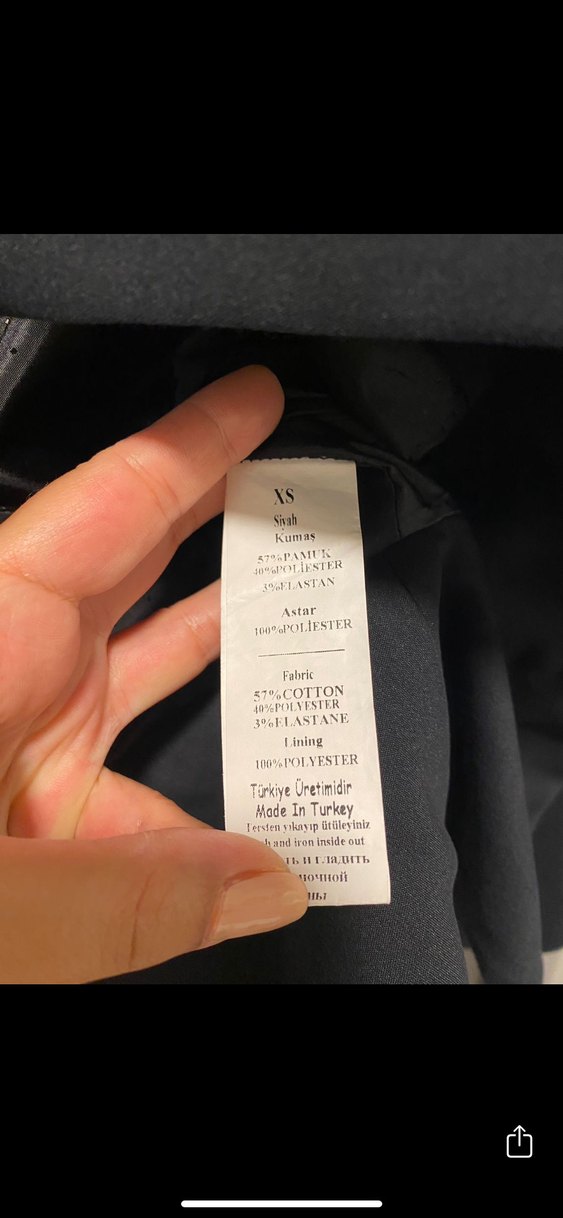 XS
Siyah
Kumaş
57%PAMUK
40%POLİESTER
3%ELASTAN
Astar
100%POLİESTER
Fabric
57%COTTON
40%POLYESTER
3%ELASTANE
Lining
100%POLYESTER
Türkiye Üretimidir
Made In Turkey
Tersten yıkayıp ütüleyiniz
and iron inside out
и гладить